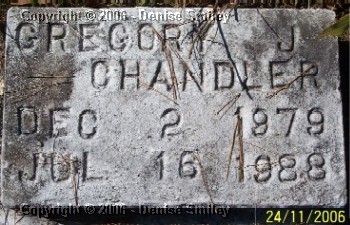 Copyright © 2006 - Denise Smiley
GREGORY J
CHANDLER
DEC 2 1979
JUL 16 1988
Copyright © 2006 - Denise Smiley
24/11/2006